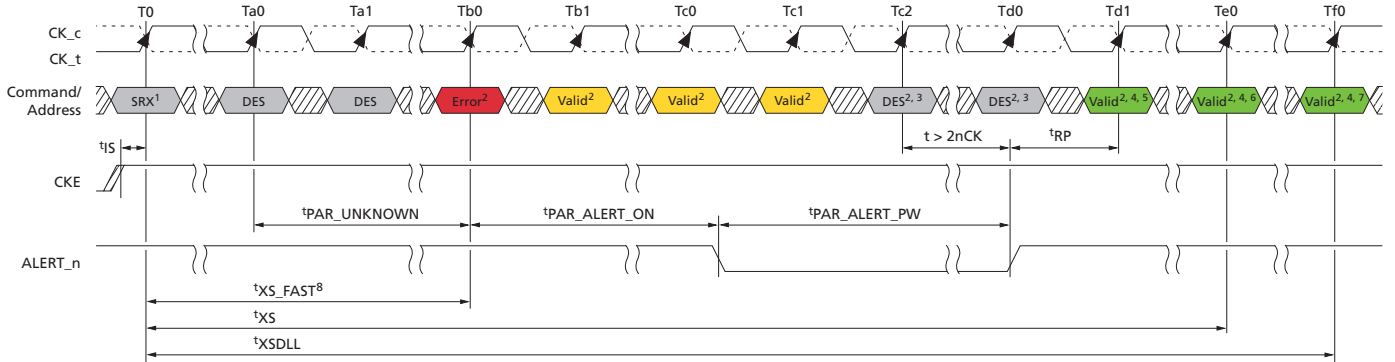 T0 Ta0 Ta1 Tb0 Tb1 Tc0 Tc1 Tc2 Td0 Td1 Te0 Tf0
CK_c
CK_t
Command/
Address
SRX1 DES DES Error2 Valid2 Valid2 Valid2 DES2, 3 DES2, 3 Valid2, 4, 5 Valid2, 4, 6 Valid2, 4, 7
tIS t > 2nCK tRP
CKE
tPAR_UNKNOWN tPAR_ALERT_ON tPAR_ALERT_PW
ALERT_n
tXS_FAST8
tXS
tXSDLL